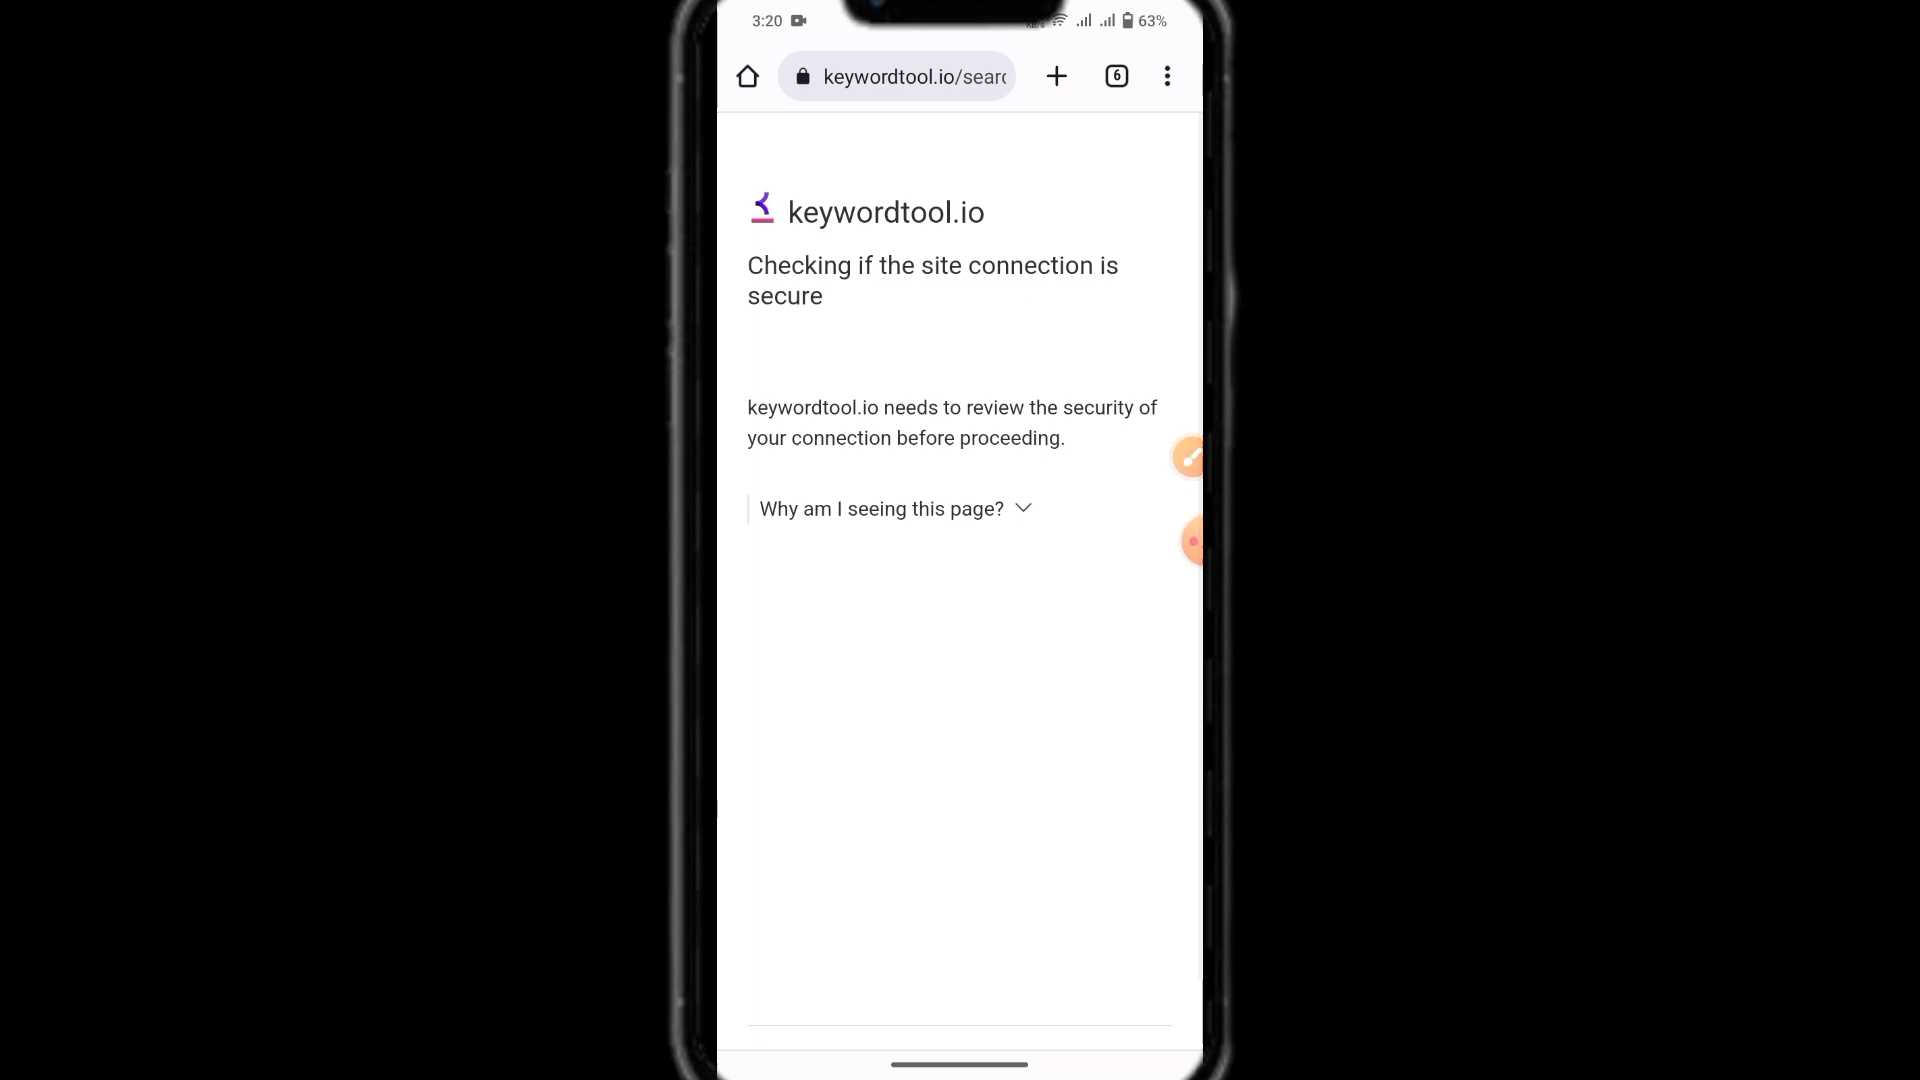 3:20 63%
keywordtool.io/sear
6
keywordtool.io
Checking if the site connection is
secure
keywordtool.io needs to review the security of
your connection before proceeding.
Why am I seeing this page?